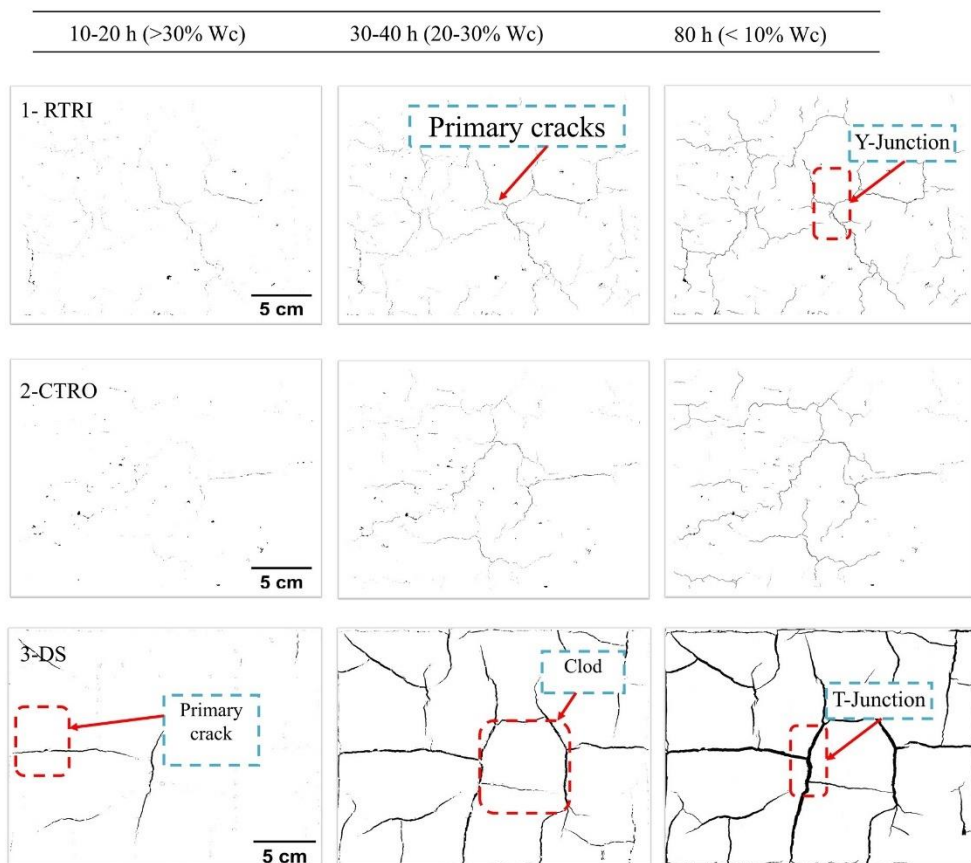 10-20 h (>30% Wc) 30-40 h (20-30% Wc) 80 h (< 10% Wc)
1- RTRI
Primary cracks
Y-Junction
5 cm
2-CTRO
5 cm
3-DS
Primary
crack
Clod
T-Junction
5 cm